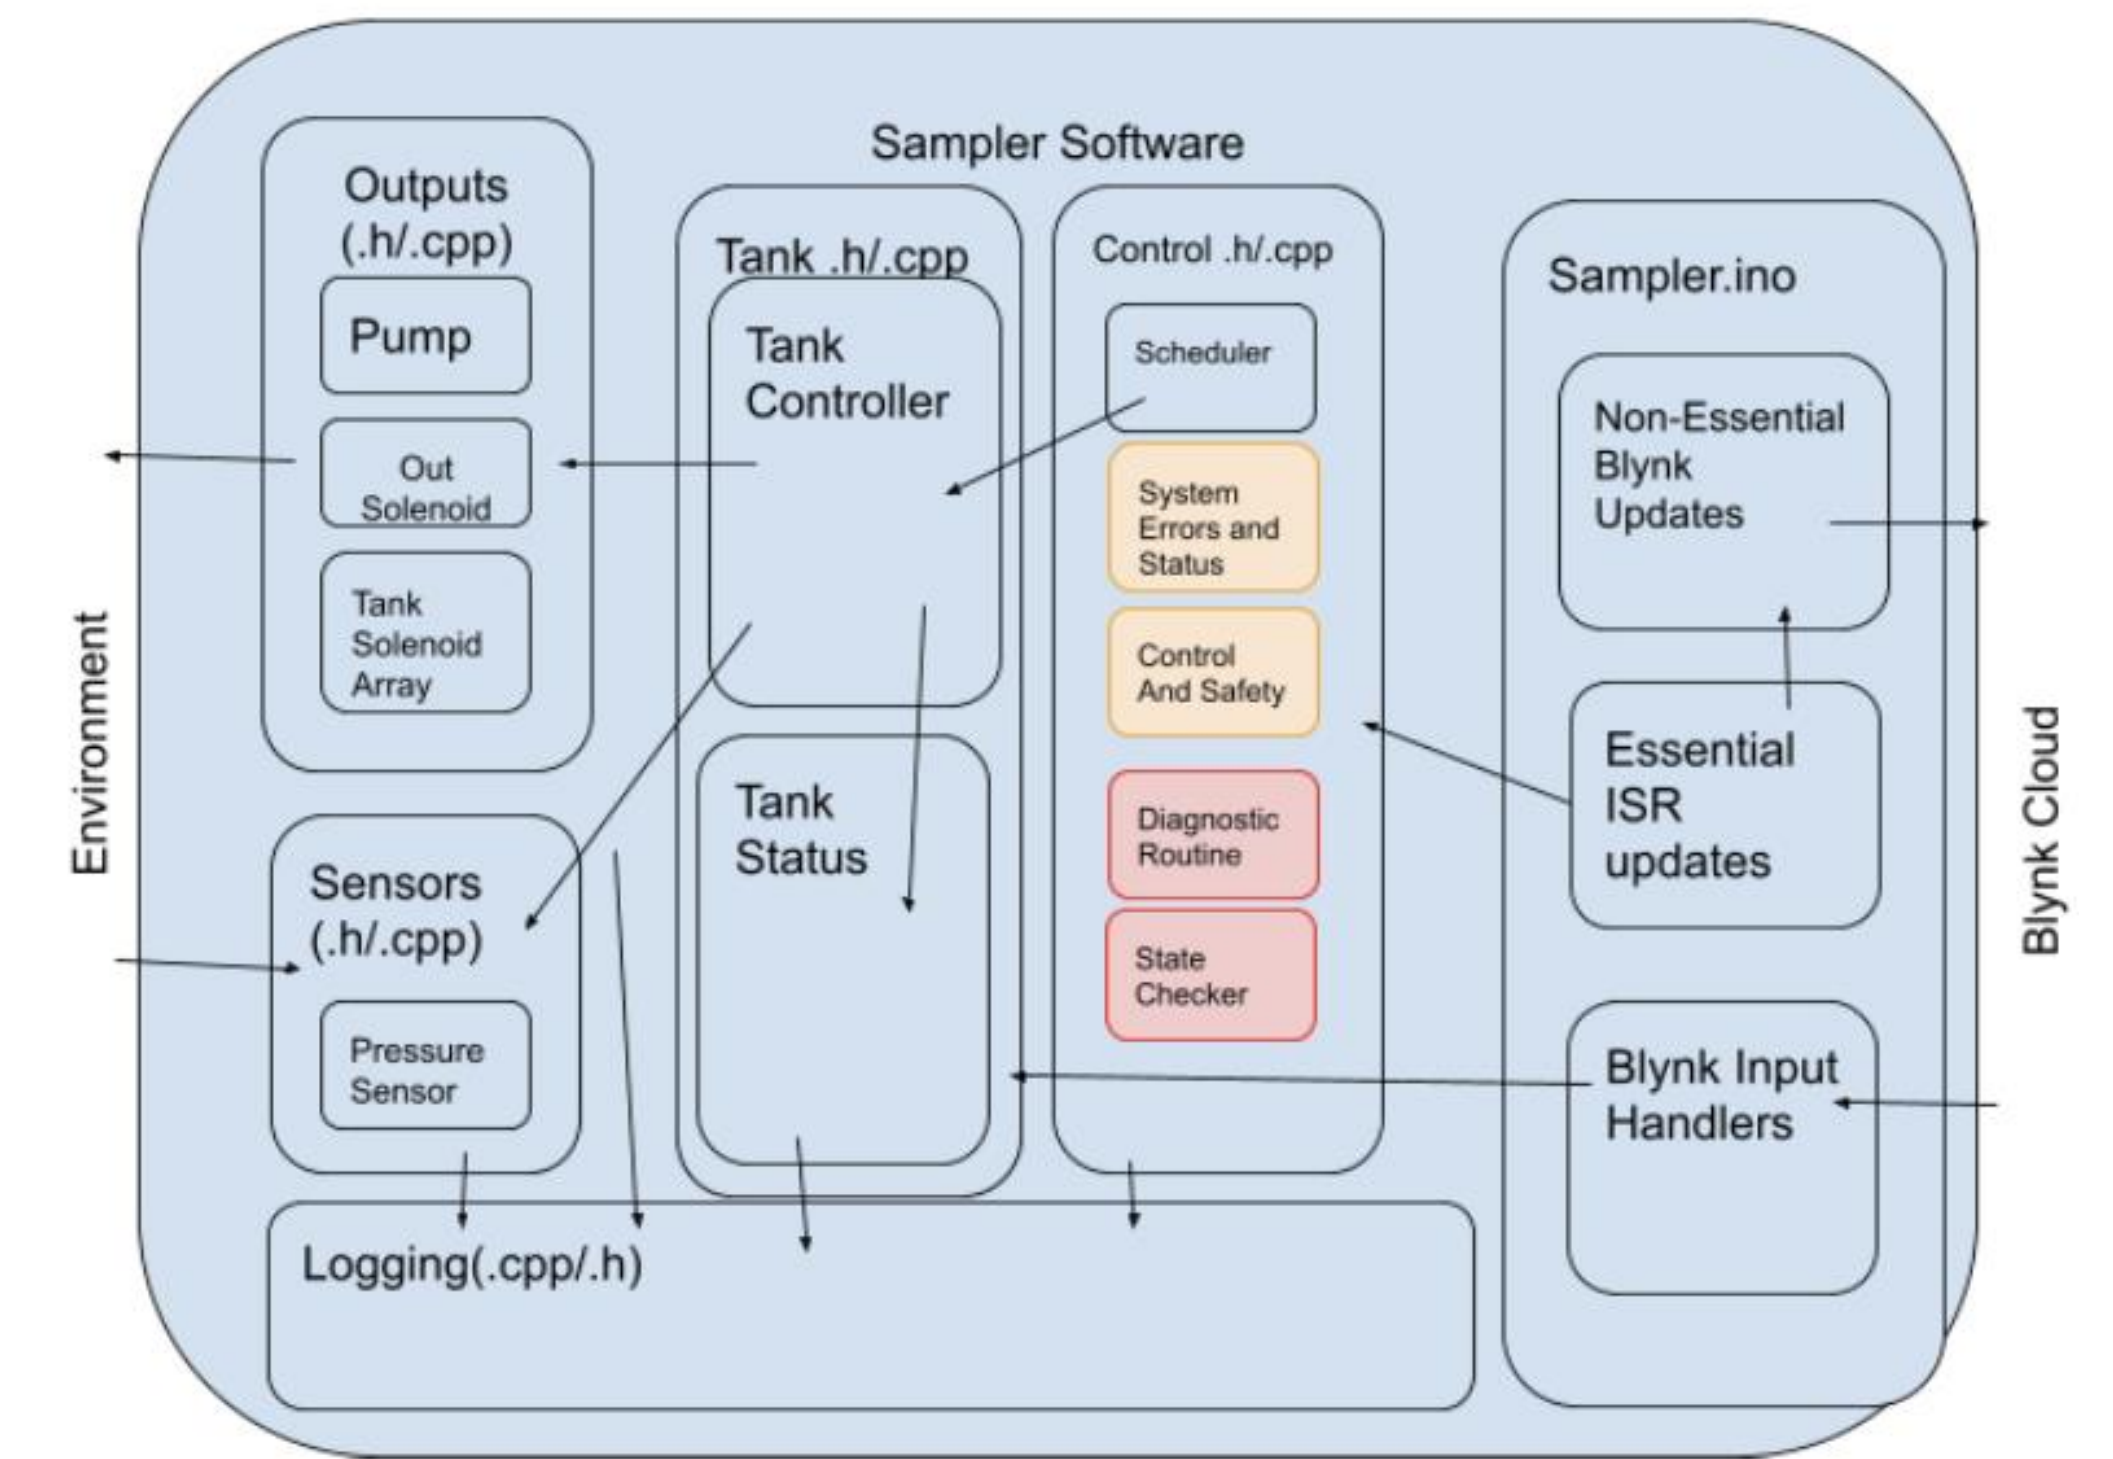 Sampler Software
Outputs
(.h/.cpp)
Pump
Out
Solenoid
Tank
Solenoid
Array
Sensors
(.h/.cpp)
Pressure
Sensor
Tank .h/.cpp
Tank
Controller
Tank
Status
Control .h/.cpp
Scheduler
System
Errors and
Status
Control
And Safety
Diagnostic
Routine
State
Checker
Sampler.ino
Non-Essential
Blynk
Updates
Essential
ISR
updates
Blynk Input
Handlers
Logging(.cpp/.h)
Environment
Blynk Cloud